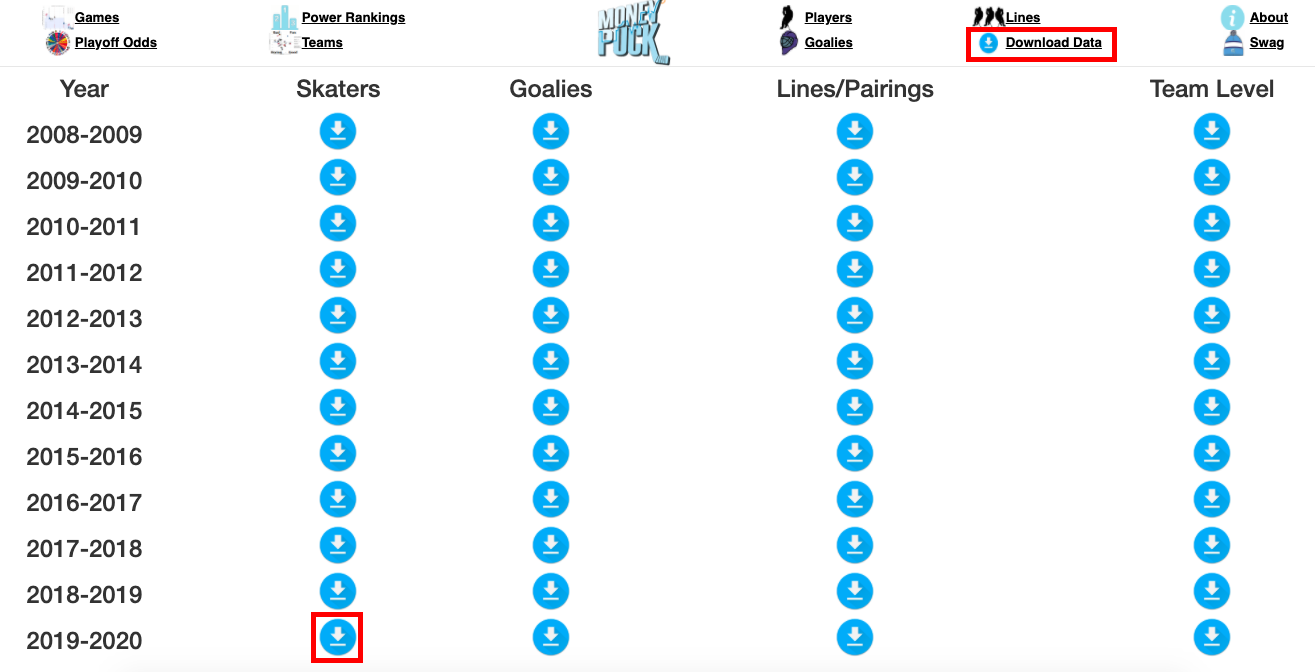 Games
Power Rankings
MONEY
PUCK
Players
Lines
About
Playoff Odds
Teams
Goalies
Download Data
Swag
Year Skaters Goalies Lines/Pairings Team Level
2008-2009
2009-2010
2010-2011
2011-2012
2012-2013
2013-2014
2014-2015
2015-2016
2016-2017
2017-2018
2018-2019
2019-2020